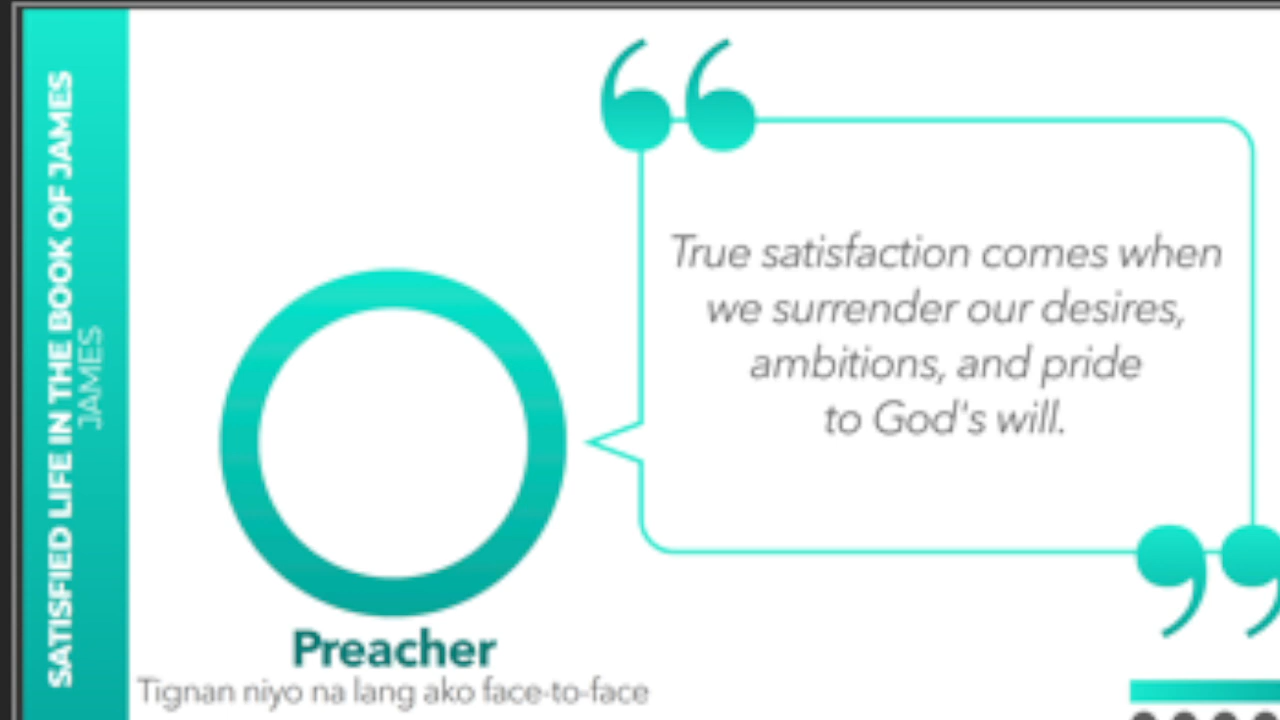 SATISFIED LIFE IN THE BOOK OF JAMES
JAMES
True satisfaction comes when
we surrender our desires,
ambitions, and pride
to God's will.
Preacher
Tignan niyo na lang ako face-to-face